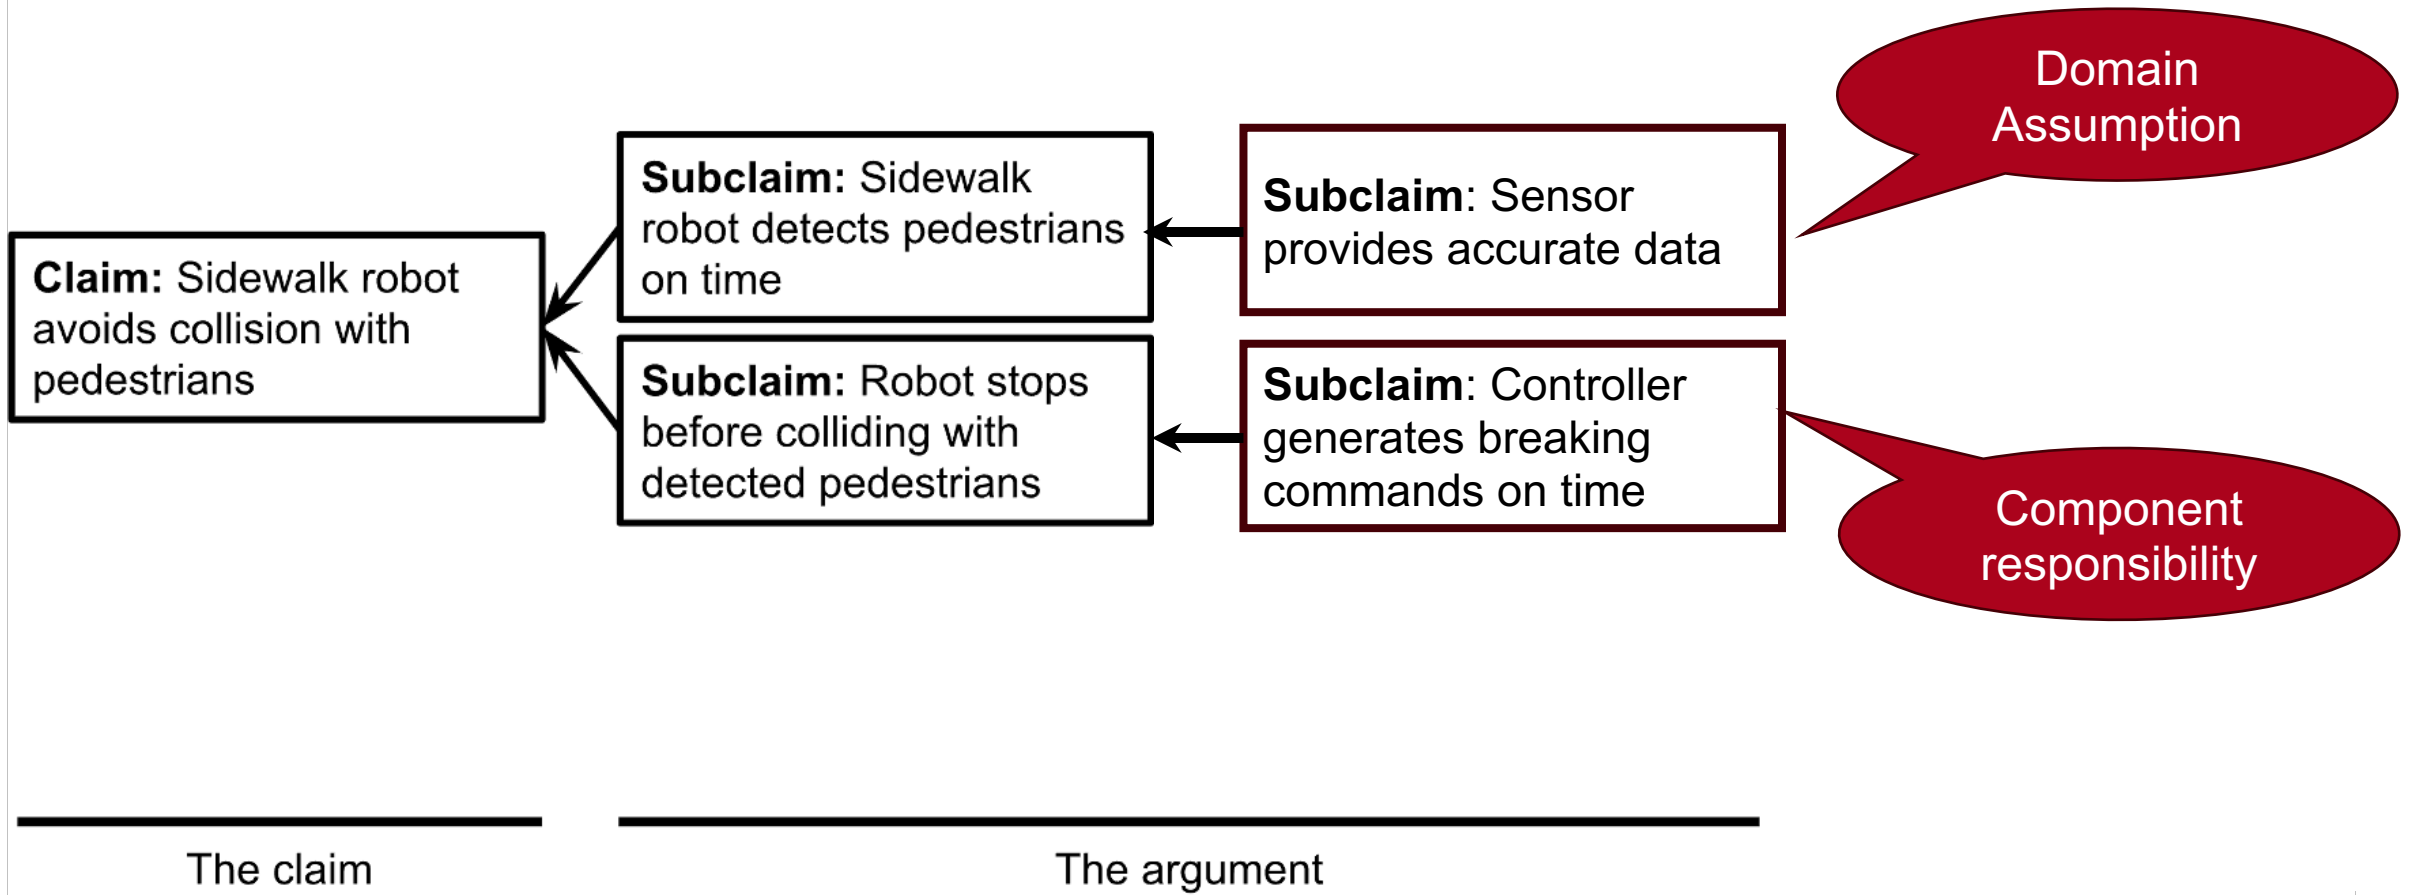 Claim: Sidewalk robot
avoids collision with
pedestrians
Subclaim: Sidewalk
robot detects pedestrians
on time
Subclaim: Robot stops
before colliding with
detected pedestrians
Subclaim: Sensor
provides accurate data
Subclaim: Controller
generates breaking
commands on time
Domain
Assumption
Component
responsibility
The claim
The argument